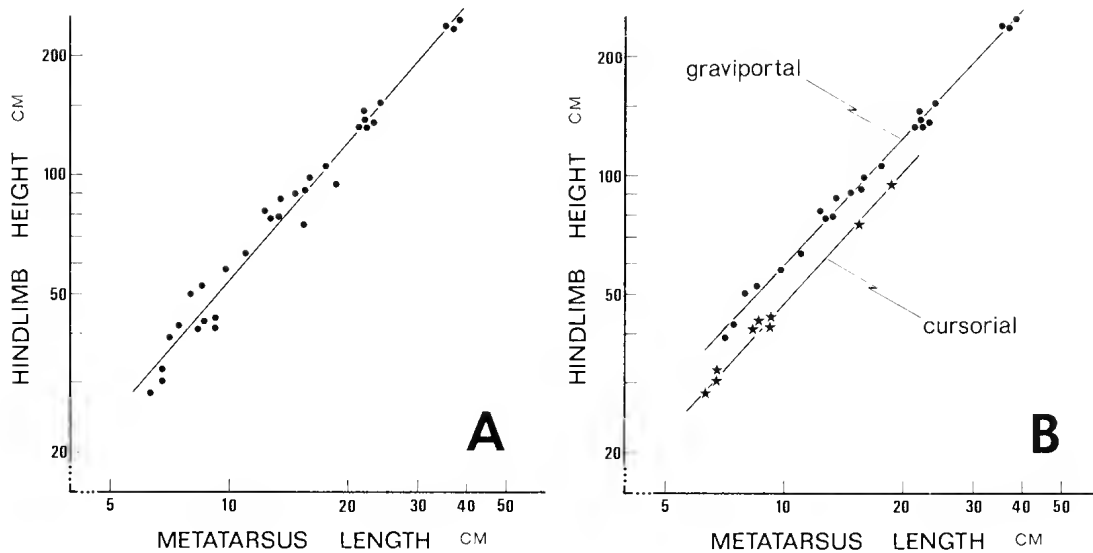 200
100
50
20
HINDLIMB HEIGHT CM
5 10 20 30 40 50
METATARSUS LENGTH CM
A
200
100
50
20
HINDLIMB HEIGHT CM
graviportal
cursorial
5 10 20 30 40 50
METATARSUS LENGTH CM
B